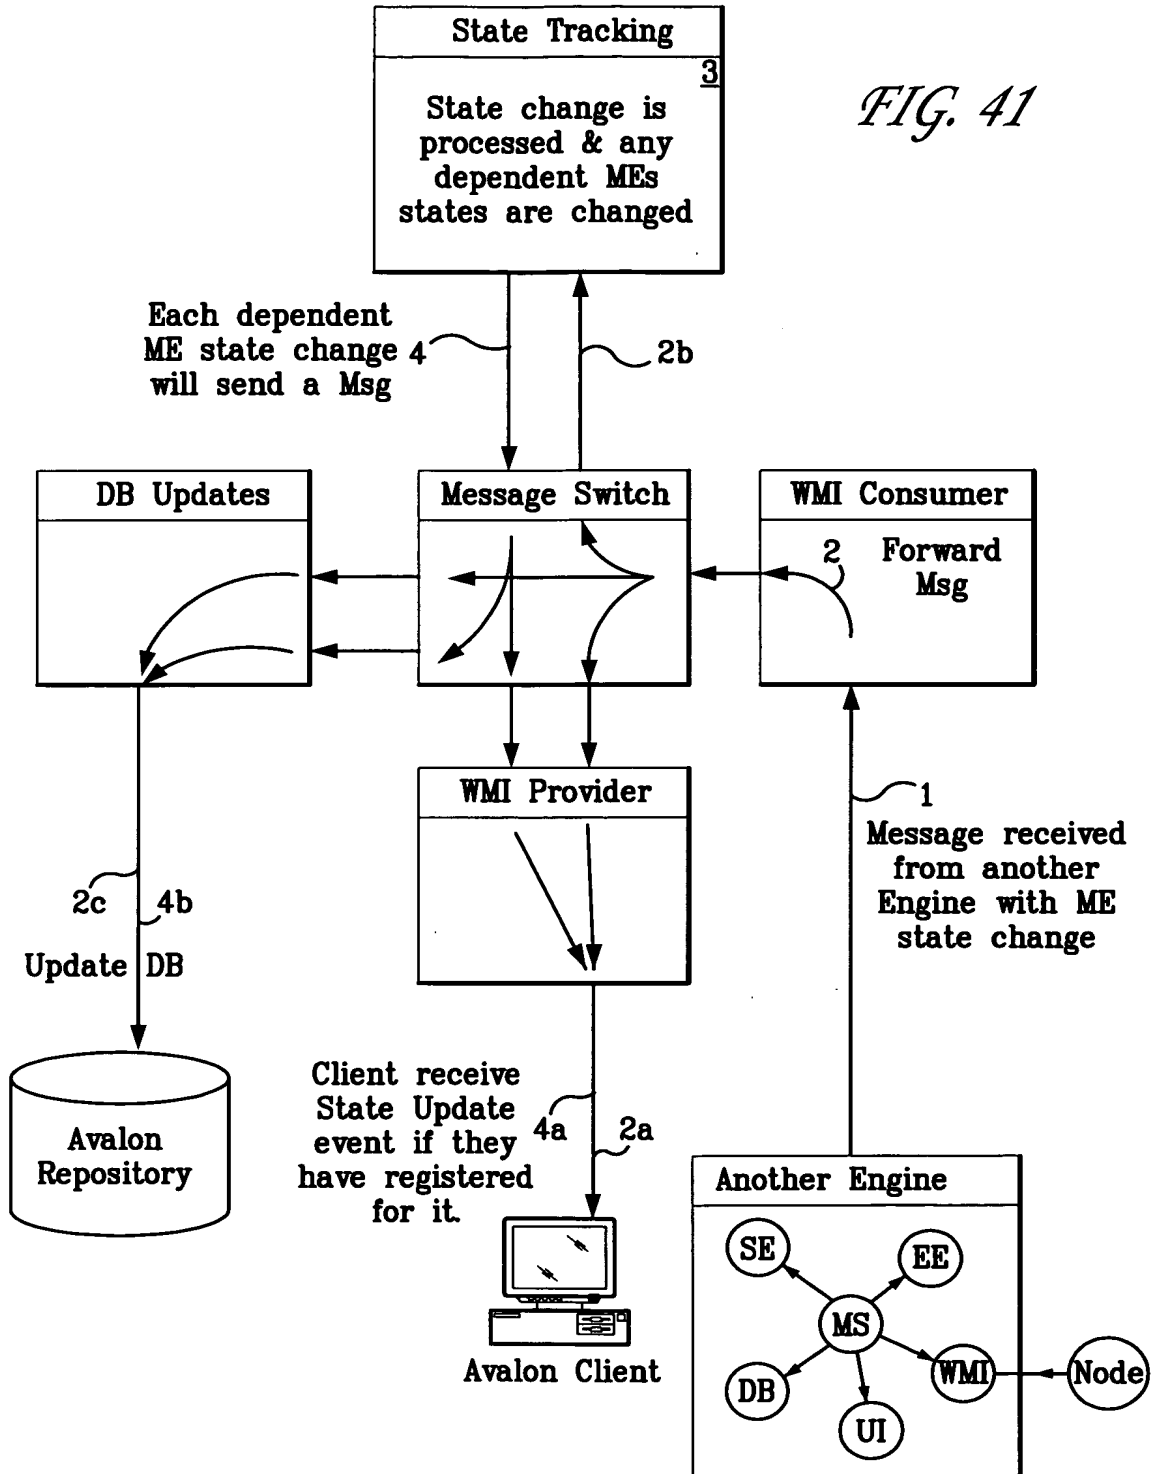 State Tracking
3
State change is
processed & any
dependent MEs
states are changed
FIG. 41
Each dependent
ME state change
will send a Msg
4
2b
DB Updates
Message Switch
WMI Consumer
2
Forward
Msg
WMI Provider
1
Message received
from another
Engine with ME
state change
2c
4b
Update DB
Avalon
Repository
Client receive
State Update
event if they
have registered
for it.
4a
2a
Avalon Client
Another Engine
SE
EE
MS
DB
WMI
Node
UI